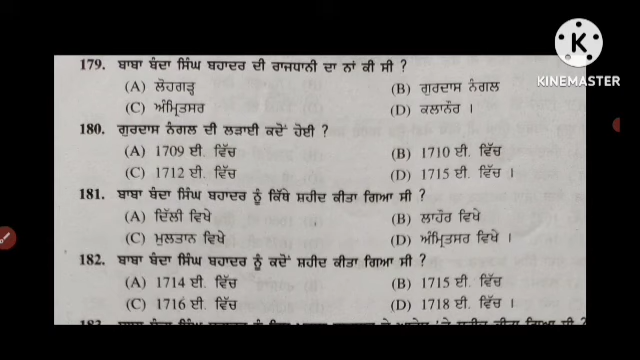 KINEMASTER
179. ਬਾਬਾ ਬੰਦਾ ਸਿੰਘ ਬਹਾਦਰ ਦੀ ਰਾਜਧਾਨੀ ਦਾ ਨਾਂ ਕੀ ਸੀ ?
(A) ਲੋਹਗੜ੍ਹ (B) ਗੁਰਦਾਸ ਨੰਗਲ
(C) ਅੰਮ੍ਰਿਤਸਰ (D) ਕਲਾਨੌਰ ।
180. ਗੁਰਦਾਸ ਨੰਗਲ ਦੀ ਲੜਾਈ ਕਦੋਂ ਹੋਈ ?
(A) 1709 ਈ. ਵਿੱਚ (B) 1710 ਈ. ਵਿੱਚ
(C) 1712 ਈ. ਵਿੱਚ (D) 1715 ਈ. ਵਿੱਚ ।
181. ਬਾਬਾ ਬੰਦਾ ਸਿੰਘ ਬਹਾਦਰ ਨੂੰ ਕਿੱਥੇ ਸ਼ਹੀਦ ਕੀਤਾ ਗਿਆ ਸੀ ?
(A) ਦਿੱਲੀ ਵਿਖੇ (B) ਲਾਹੌਰ ਵਿਖੇ
(C) ਮੁਲਤਾਨ ਵਿਖੇ (D) ਅੰਮ੍ਰਿਤਸਰ ਵਿਖੇ ।
182. ਬਾਬਾ ਬੰਦਾ ਸਿੰਘ ਬਹਾਦਰ ਨੂੰ ਕਦੋਂ ਸ਼ਹੀਦ ਕੀਤਾ ਗਿਆ ਸੀ ?
(A) 1714 ਈ. ਵਿੱਚ (B) 1715 ਈ. ਵਿੱਚ
(C) 1716 ਈ. ਵਿੱਚ (D) 1718 ਈ. ਵਿੱਚ ।